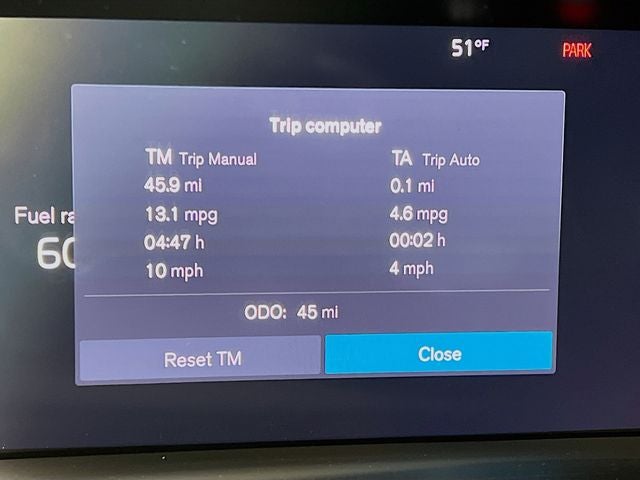 51°F PARK
Trip computer
TM Trip Manual TA Trip Auto
45.9 mi 0.1 mi
13.1 mpg 4.6 mpg
04:47 h 00:02 h
10 mph 4 mph
Fuel
ODO: 45 mi
Reset TM Close